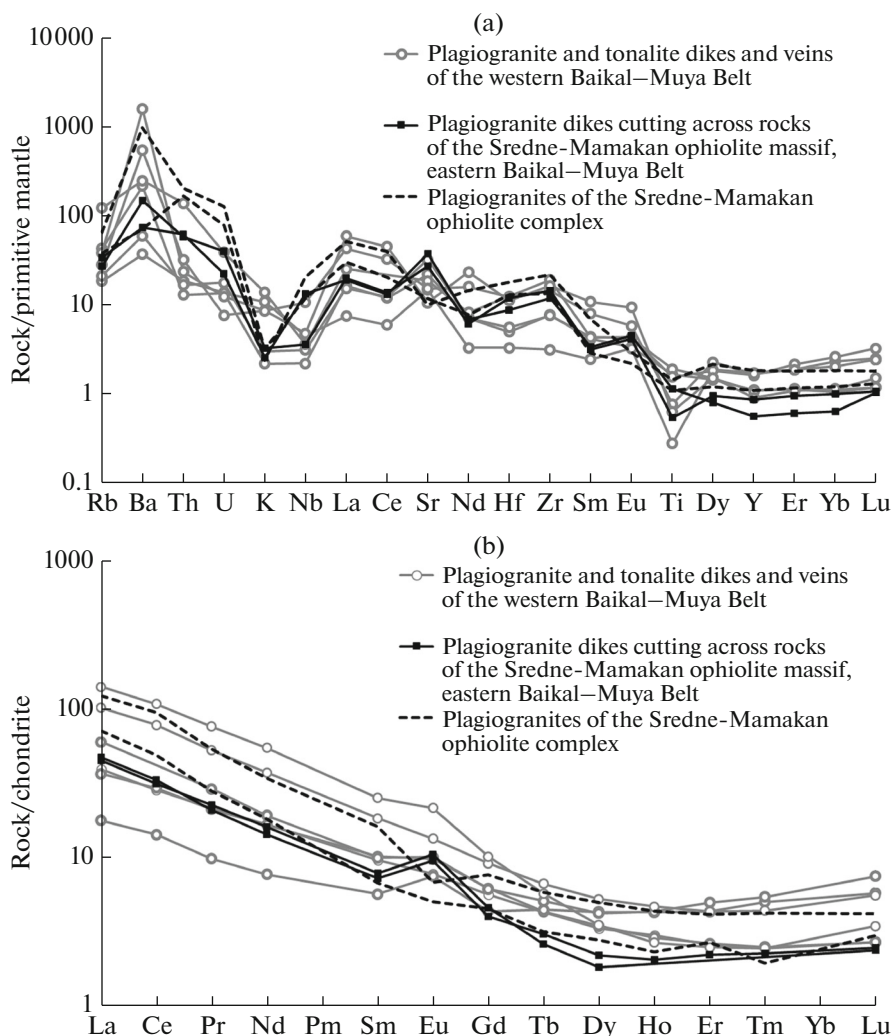 (a)
10 000
1000
100
10
1
0.1
Rock/primitive mantle
Plagiogranite and tonalite dikes and veins
of the western Baikal–Muya Belt
Plagiogranite dikes cutting across rocks
of the Sredne-Mamakan ophiolite massif,
eastern Baikal–Muya Belt
Plagiogranites of the Sredne-Mamakan
ophiolite complex
Rb Ba Th U K Nb La Ce Sr Nd Hf Zr Sm Eu Ti Dy Y Er Yb Lu
(b)
1000
100
10
1
Rock/chondrite
Plagiogranite and tonalite dikes and veins
of the western Baikal–Muya Belt
Plagiogranite dikes cutting across rocks
of the Sredne-Mamakan ophiolite massif,
eastern Baikal–Muya Belt
Plagiogranites of the Sredne-Mamakan
ophiolite complex
La Ce Pr Nd Pm Sm Eu Gd Tb Dy Ho Er Tm Yb Lu